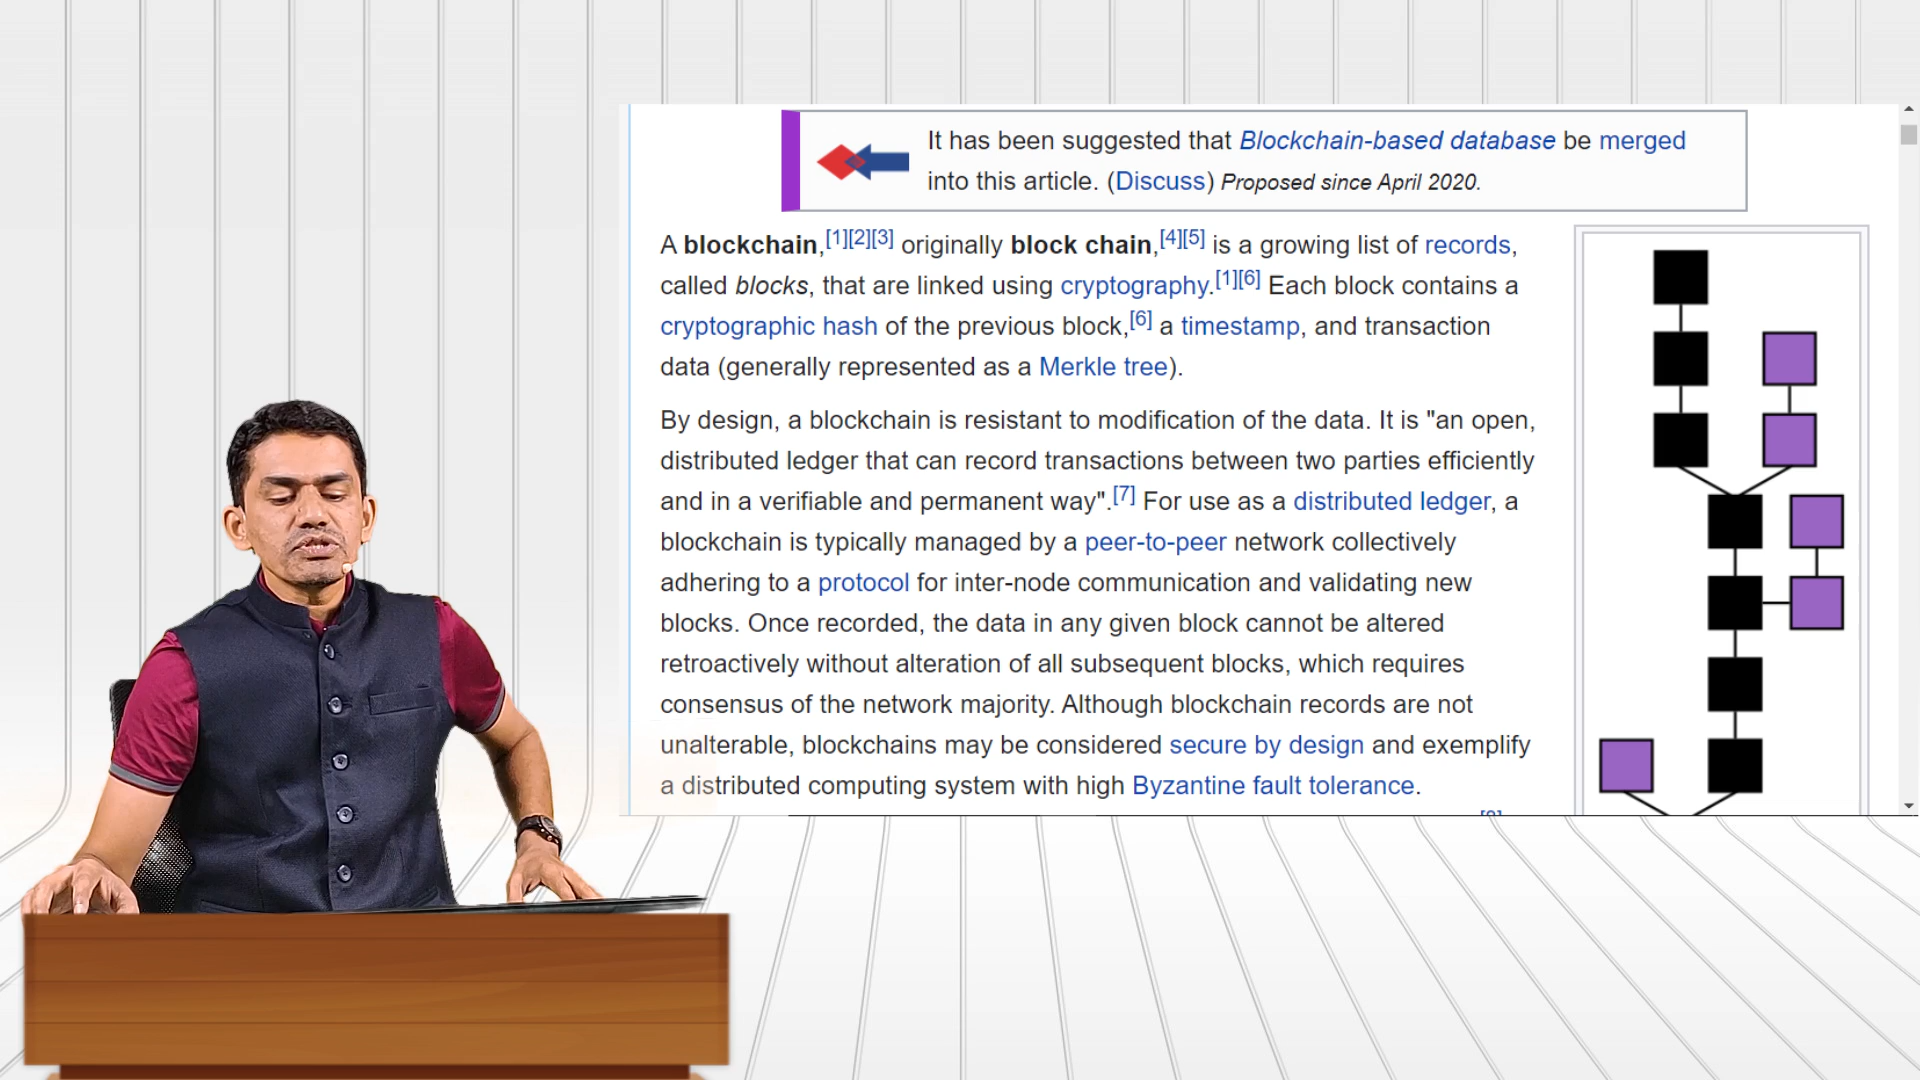 It has been suggested that Blockchain-based database be merged
into this article. (Discuss) Proposed since April 2020.
A blockchain,[1][2][3] originally block chain,[4][5] is a growing list of records,
called blocks, that are linked using cryptography.[1][6] Each block contains a
cryptographic hash of the previous block,[6] a timestamp, and transaction
data (generally represented as a Merkle tree).
By design, a blockchain is resistant to modification of the data. It is "an open,
distributed ledger that can record transactions between two parties efficiently
and in a verifiable and permanent way".[7] For use as a distributed ledger, a
blockchain is typically managed by a peer-to-peer network collectively
adhering to a protocol for inter-node communication and validating new
blocks. Once recorded, the data in any given block cannot be altered
retroactively without alteration of all subsequent blocks, which requires
consensus of the network majority. Although blockchain records are not
unalterable, blockchains may be considered secure by design and exemplify
a distributed computing system with high Byzantine fault tolerance.